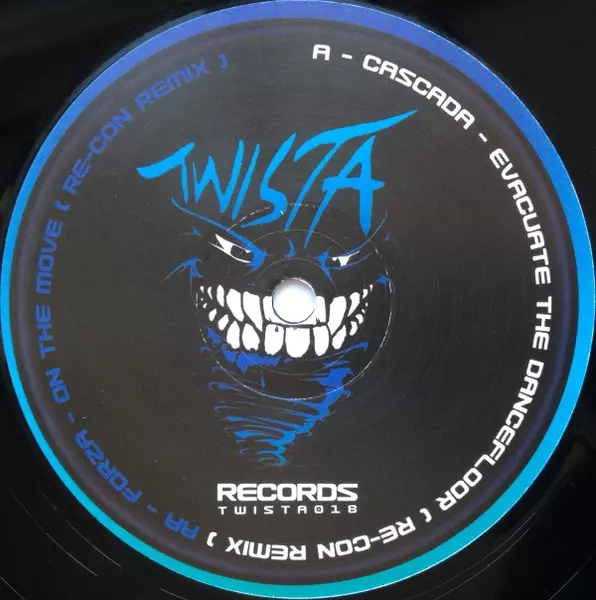 TWISTA
RECORDS
TWISTA018
A - CASCADA - EVACUATE THE DANCEFLOOR ( RE-CON REMIX )
AA - FORZA - ON THE MOVE ( RE-CON REMIX )